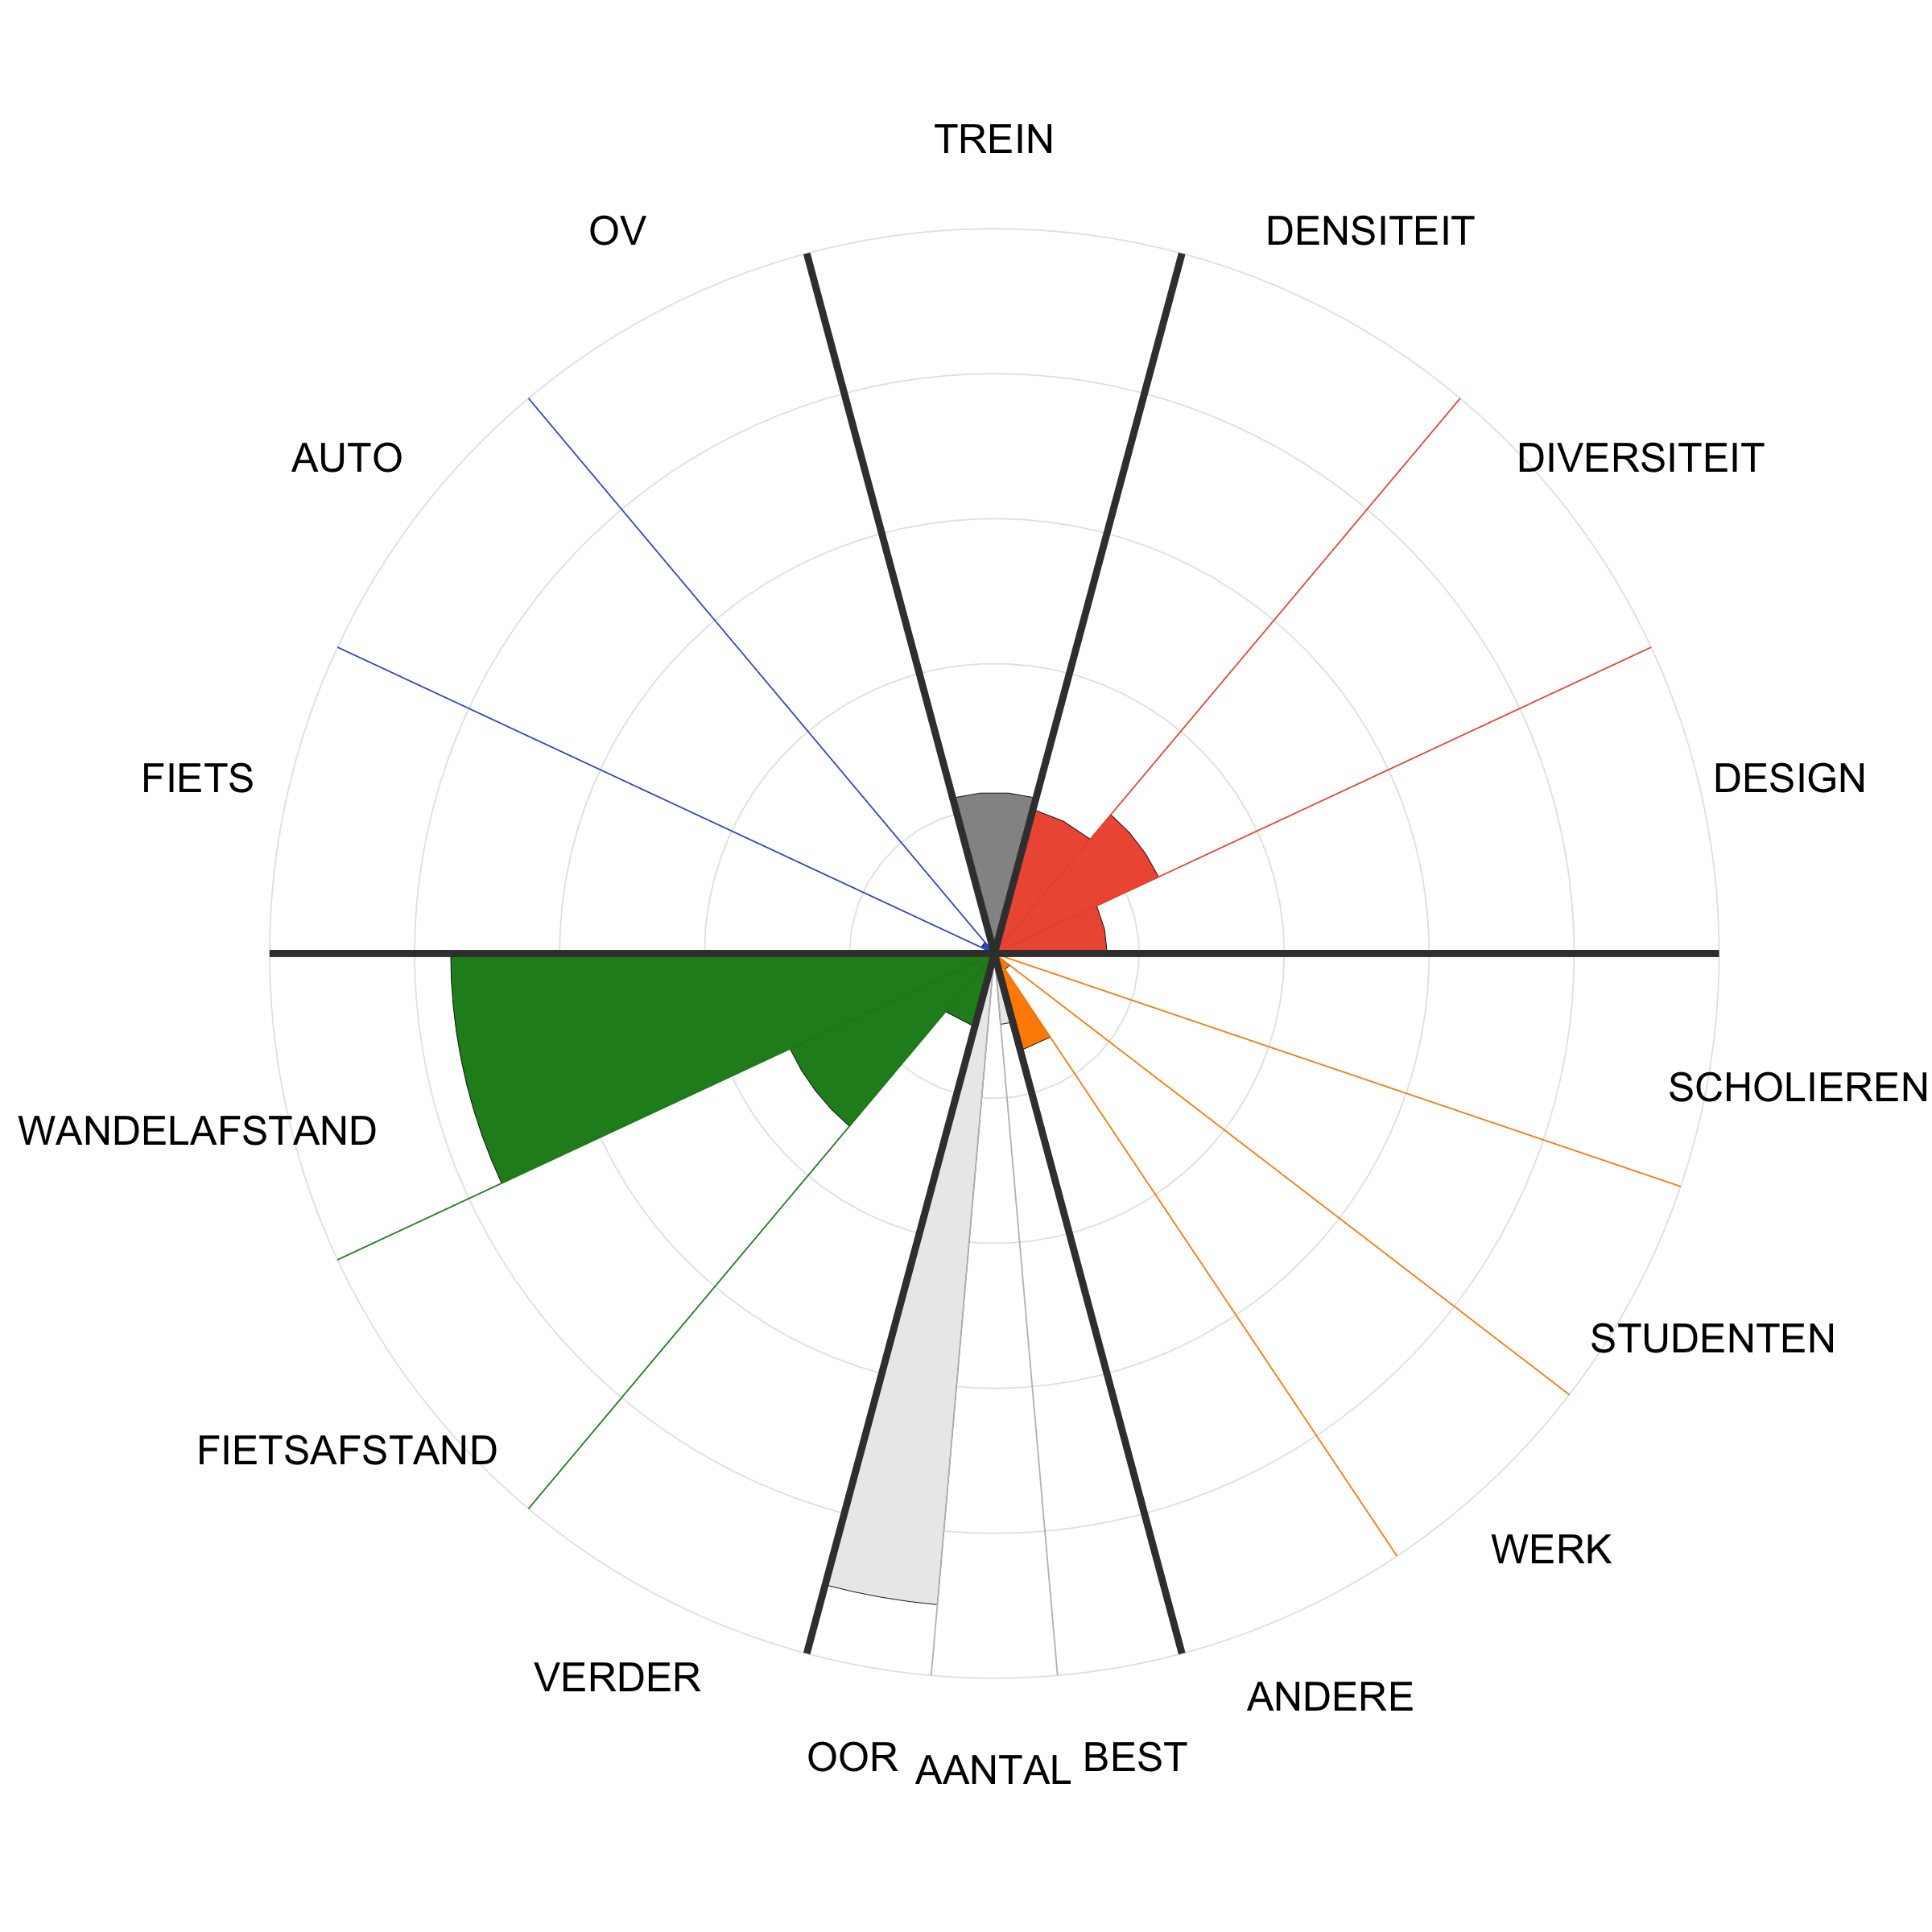 TREIN
OV
DENSITEIT
AUTO
DIVERSITEIT
FIETS
DESIGN
SCHOLIEREN
WANDELAFSTAND
STUDENTEN
FIETSAFSTAND
WERK
VERDER
ANDERE
OOR
AANTAL
BEST